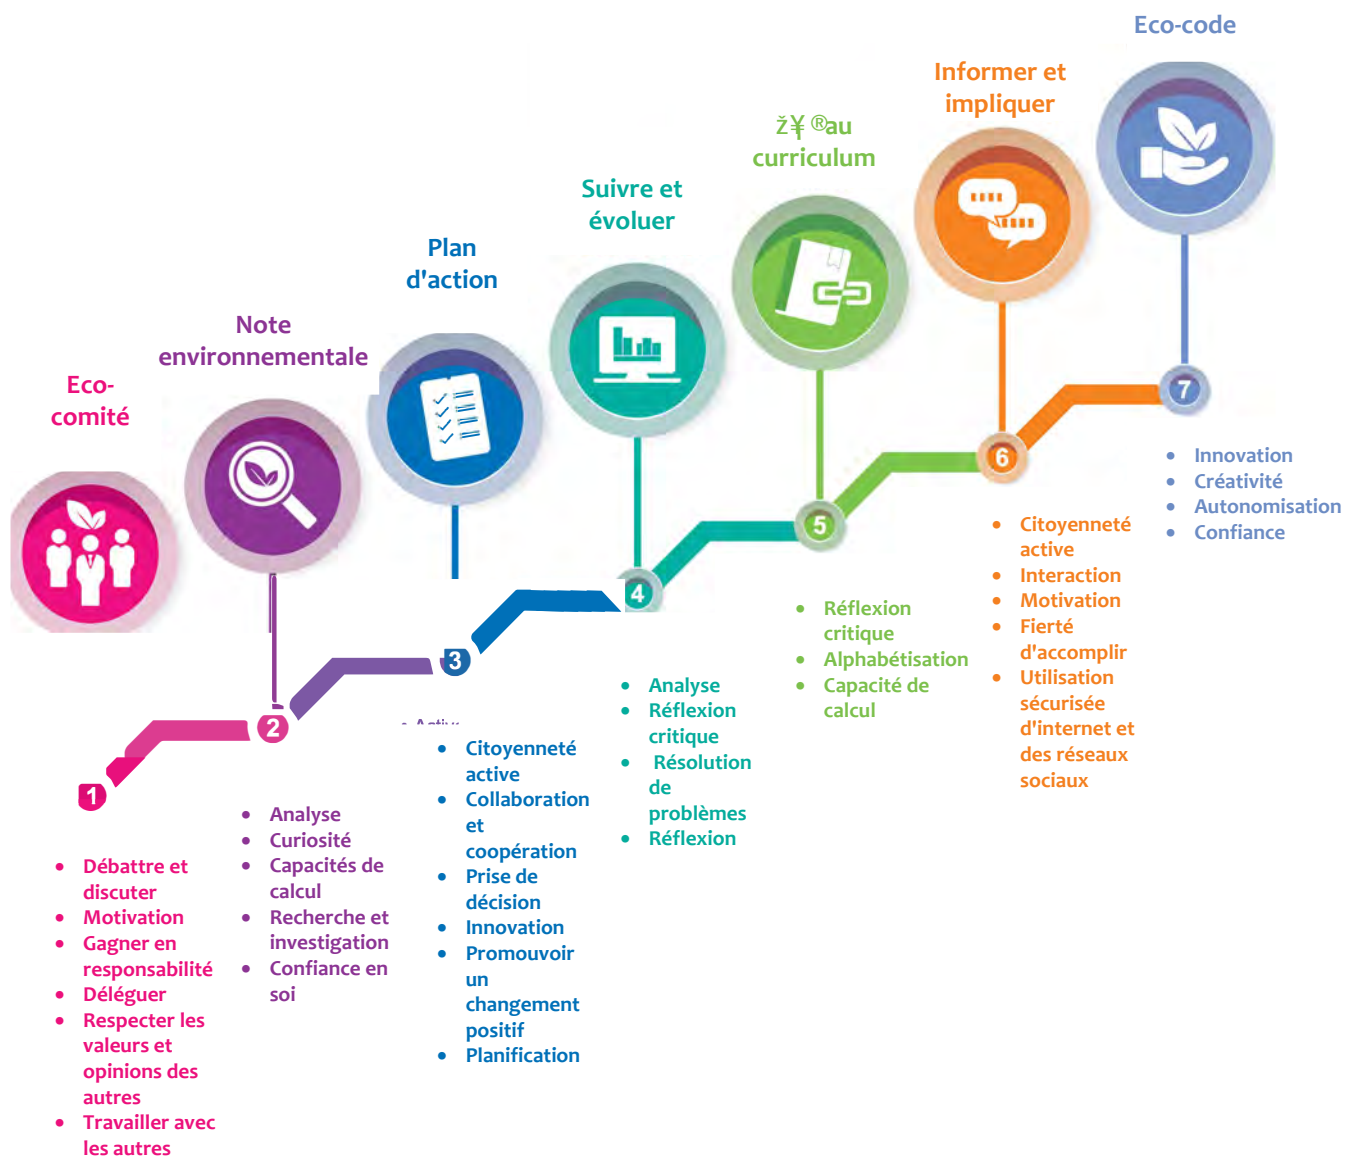 Eco-
comité
1
• Débattre et
discuter
• Motivation
• Gagner en
responsabilité
• Déléguer
• Respecter les
valeurs et
opinions des
autres
• Travailler avec
les autres
Note
environnementale
2
• Analyse
• Curiosité
• Capacités de
calcul
• Recherche et
investigation
• Confiance en
soi
Plan
d'action
3
• Citoyenneté
active
• Collaboration
et
coopération
• Prise de
décision
• Innovation
• Promouvoir
un
changement
positif
• Planification
Suivre et
évoluer
4
• Analyse
• Réflexion
critique
• Résolution
de
problèmes
• Réflexion
au
curriculum
5
• Réflexion
critique
• Alphabétisation
• Capacité de
calcul
Informer et
impliquer
6
• Citoyenneté
active
• Interaction
• Motivation
• Fierté
d'accomplir
• Utilisation
sécurisée
d'internet et
des réseaux
sociaux
Eco-code
7
• Innovation
• Créativité
• Autonomisation
• Confiance